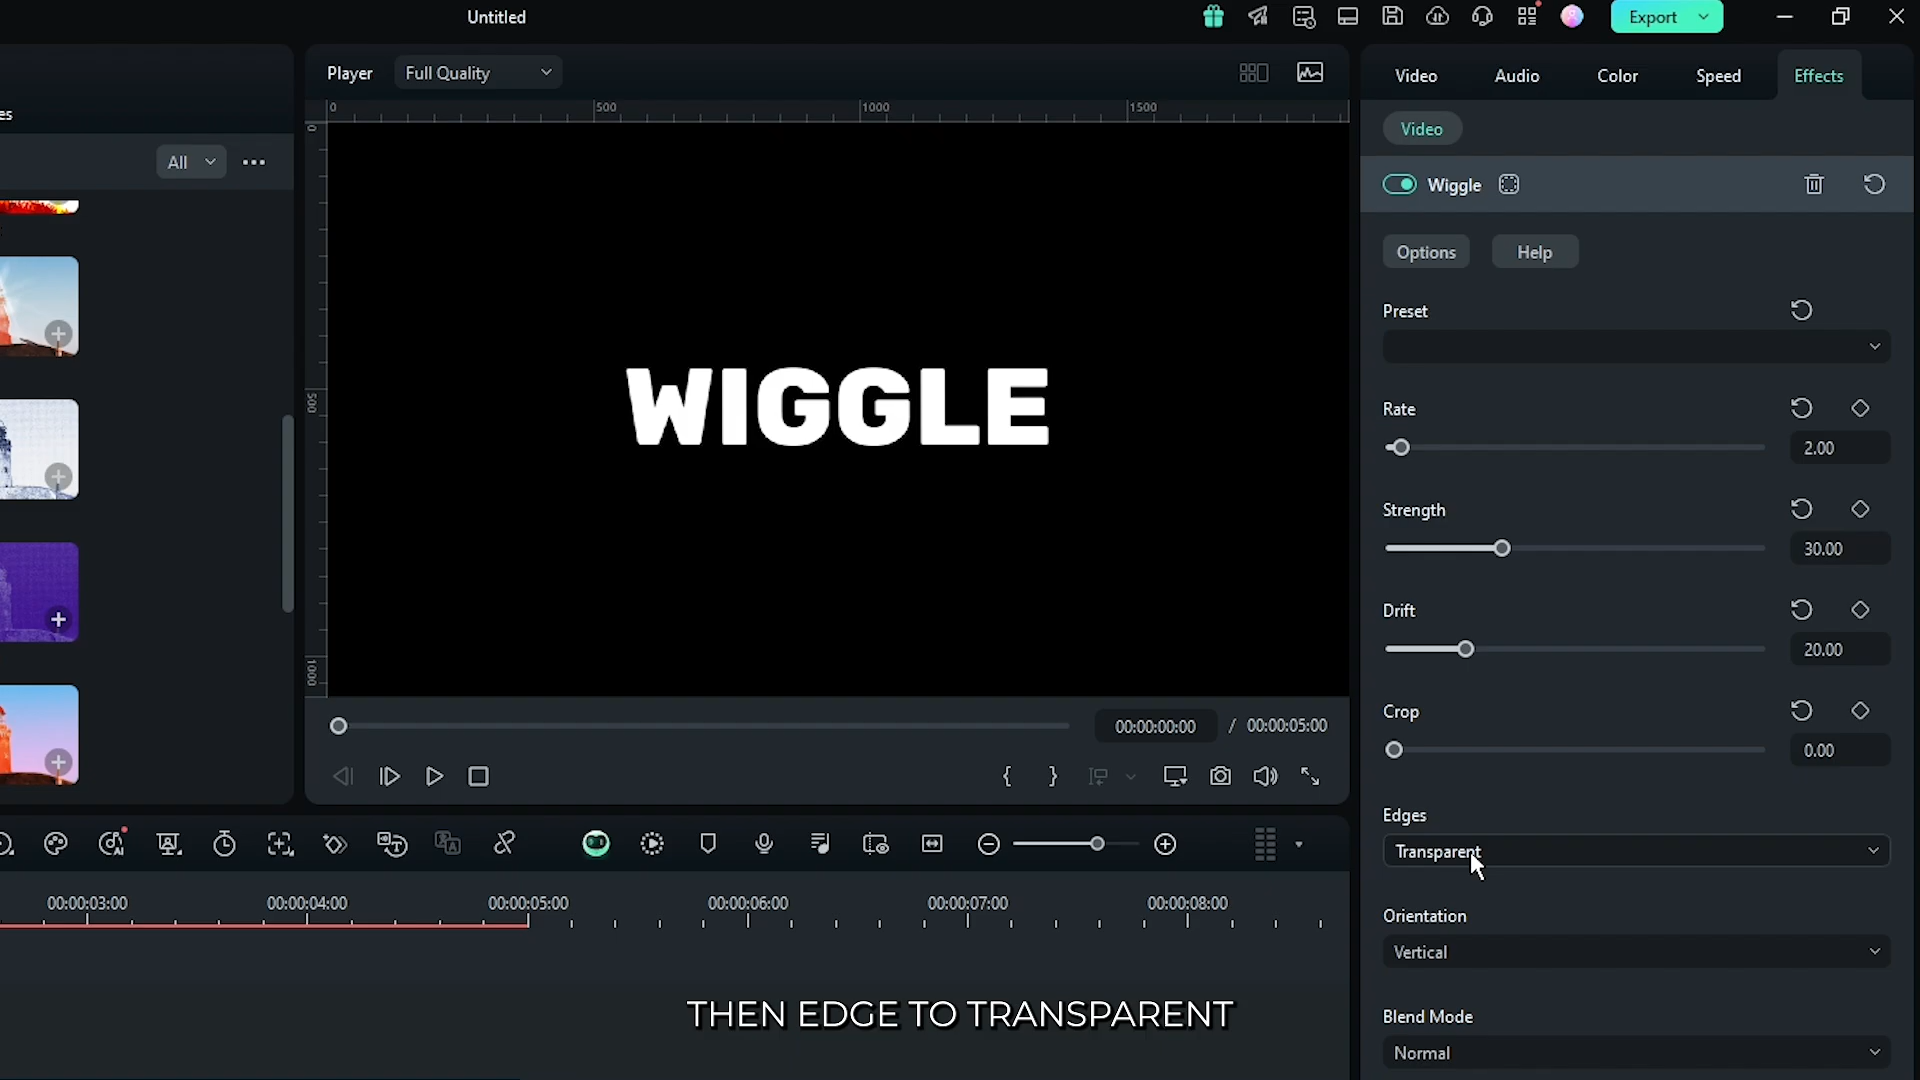 Untitled
Export
Player
Full Quality
Video
Audio
Color
Speed
Effects
es
All
Video
Wiggle
Options
Help
Preset
Rate
2.00
Strength
30.00
Drift
20.00
Crop
0.00
Edges
Transparent
Orientation
Vertical
Blend Mode
Normal
0
500
1000
1500
0
500
1000
WIGGLE
00:00:00:00 / 00:00:05:00
00:00:03:00
00:00:04:00
00:00:05:00
00:00:06:00
00:00:07:00
00:00:08:00
THEN EDGE TO TRANSPARENT